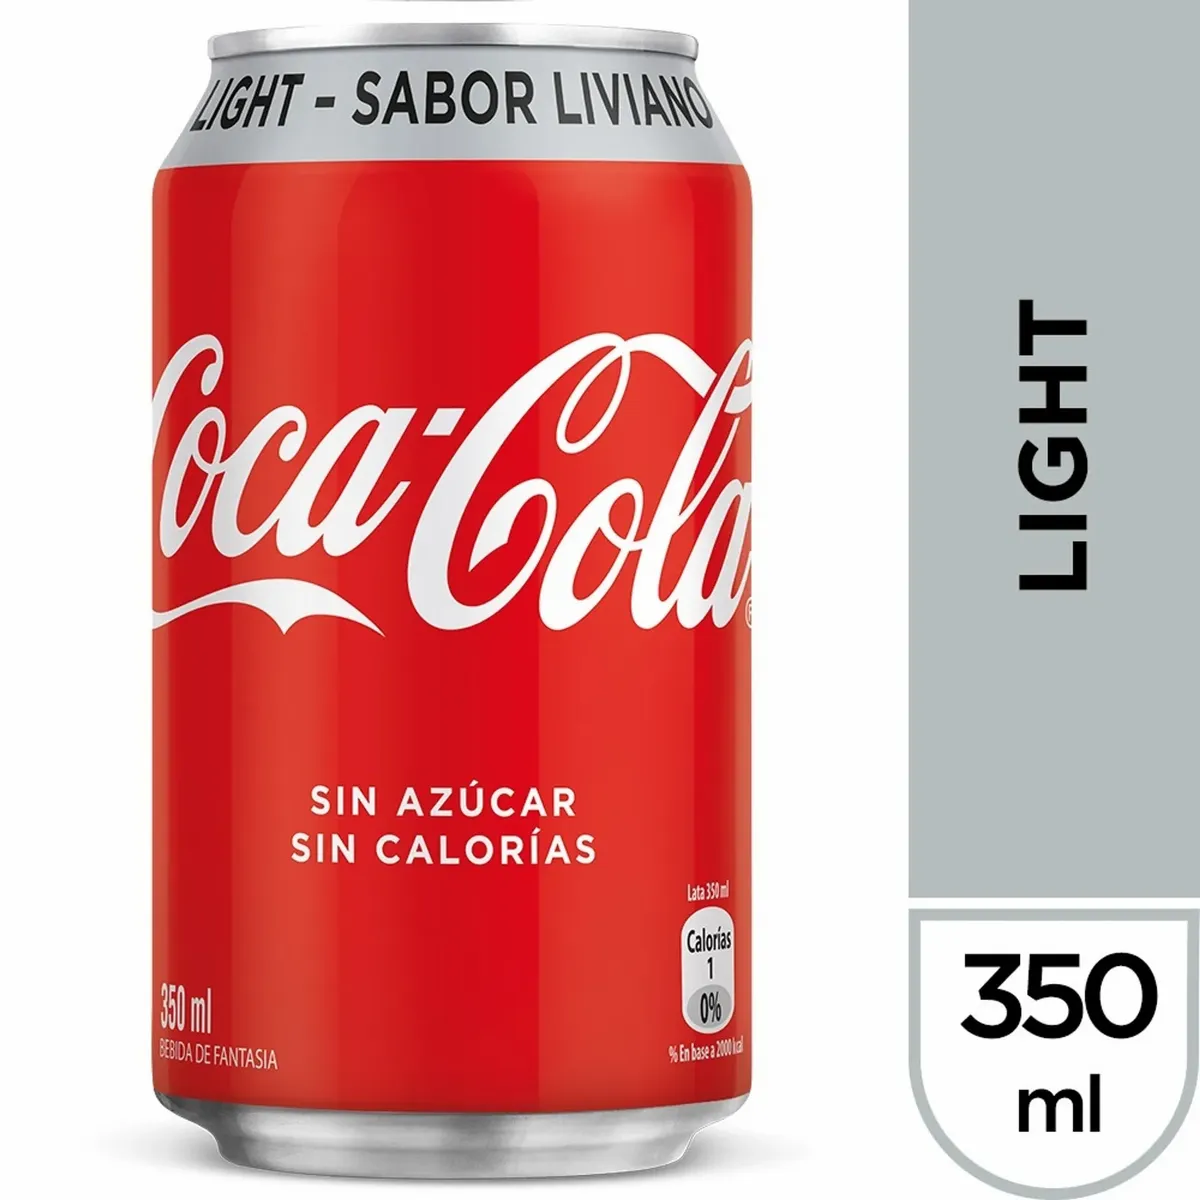 LIGHT - SABOR LIVIANO
Coca-Cola
SIN AZÚCAR
SIN CALORÍAS
Lata 350 ml
Calorías
1
0%
% En base a 2000 kcal
350 ml
BEBIDA DE FANTASIA
LIGHT
350
ml